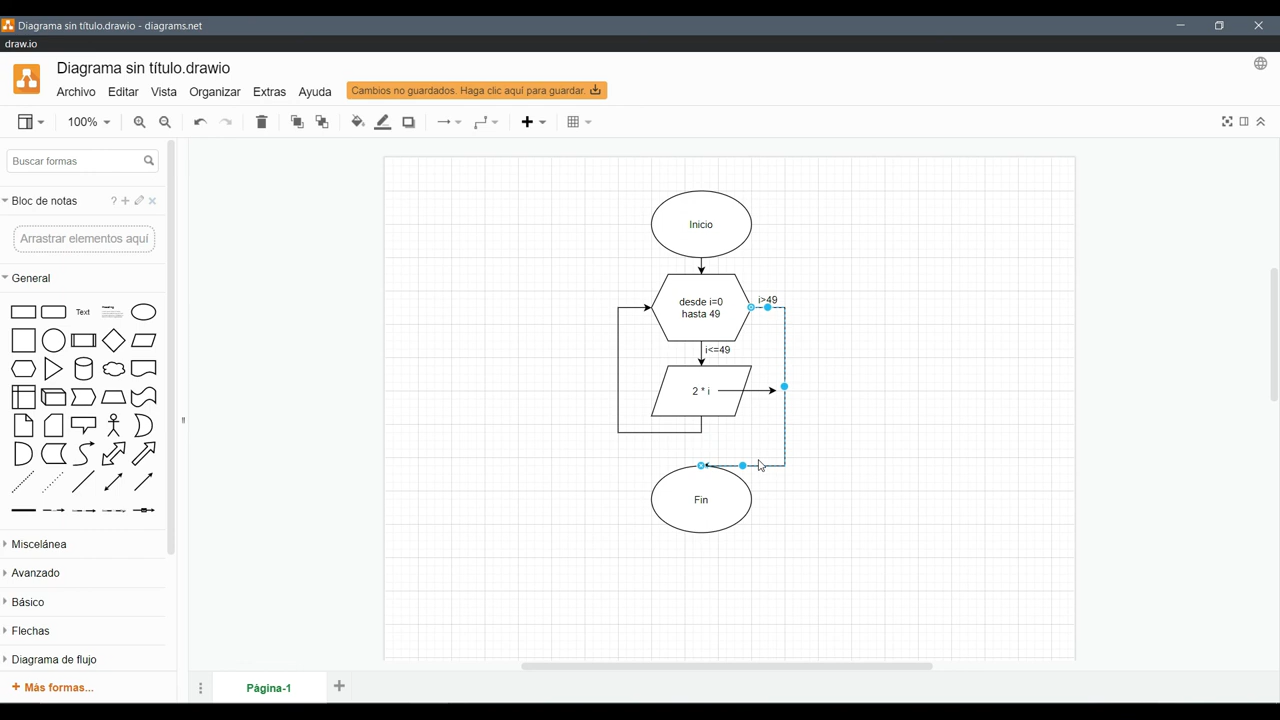 Diagrama sin título.drawio - diagrams.net
draw.io
Diagrama sin título.drawio
Archivo Editar Vista Organizar Extras Ayuda Cambios no guardados. Haga clic aquí para guardar.
100%
Buscar formas
Bloc de notas
Arrastrar elementos aquí
General
Text
Heading
Misceláneа
Avanzado
Básico
Flechas
Diagrama de flujo
+ Más formas...
Inicio
desde i=0
hasta 49
i>49
i<=49
2 * i
Fin
Página-1